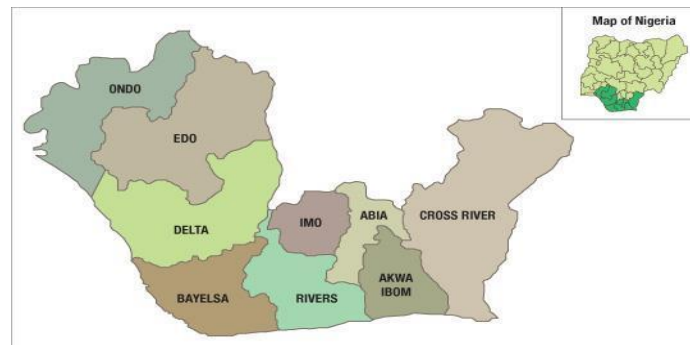 Map of Nigeria
ONDO
EDO
DELTA
IMO
ABIA
CROSS RIVER
BAYELSA
RIVERS
AKWA
IBOM